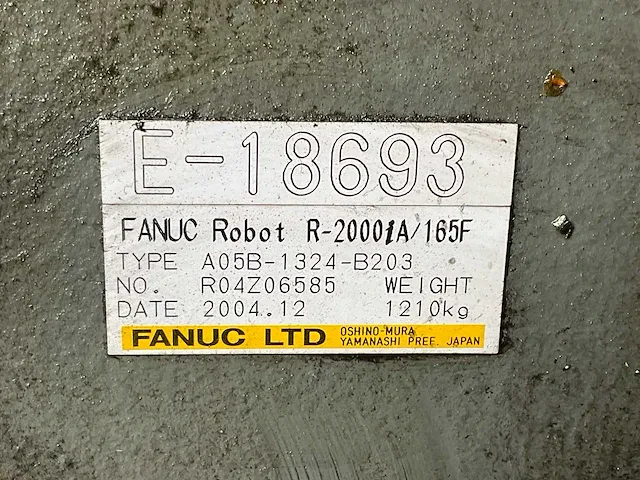 E-18693
FANUC Robot R-2000iA/165F
TYPE A05B-1324-B203
NO. R04Z06585 WEIGHT
DATE 2004.12 1210kg
FANUC LTD OSHINO-MURA
YAMANASHI PREE. JAPAN